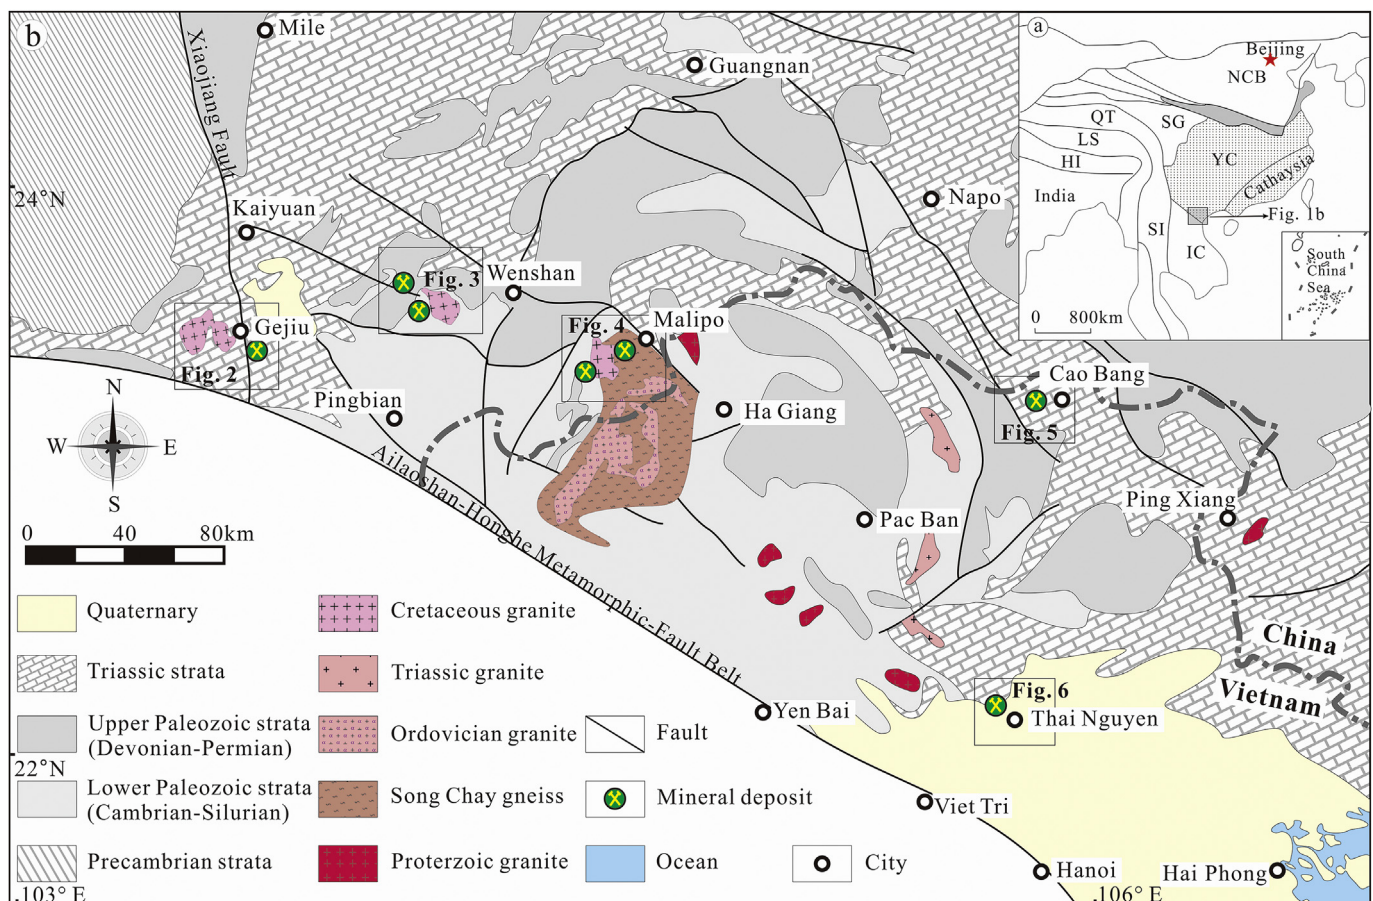 b
Mile
Xiaojiang Fault
Guangnan
a
Beijing
NCB
QT
SG
LS
YC
HI
Cathaysia
India
Fig. 1b
SI
IC
South
China
Sea
0 800km
24°N
Kaiyuan
Napo
Wenshan
Fig. 3
Gejiu
Fig. 2
Fig. 4
Malipo
Cao Bang
Fig. 5
Pingbian
Ha Giang
N
W E
S
Ailaoshan-Honghe Metamorphic-Fault Belt
Ping Xiang
Pac Ban
0 40 80km
China
Vietnam
Fig. 6
Thai Nguyen
Yen Bai
22°N
Viet Tri
Hanoi
Hai Phong
103° E
106° E
Quaternary
Triassic strata
Upper Paleozoic strata
(Devonian-Permian)
Lower Paleozoic strata
(Cambrian-Silurian)
Precambrian strata
Cretaceous granite
Triassic granite
Ordovician granite
Song Chay gneiss
Proterzoic granite
Fault
Mineral deposit
Ocean
City